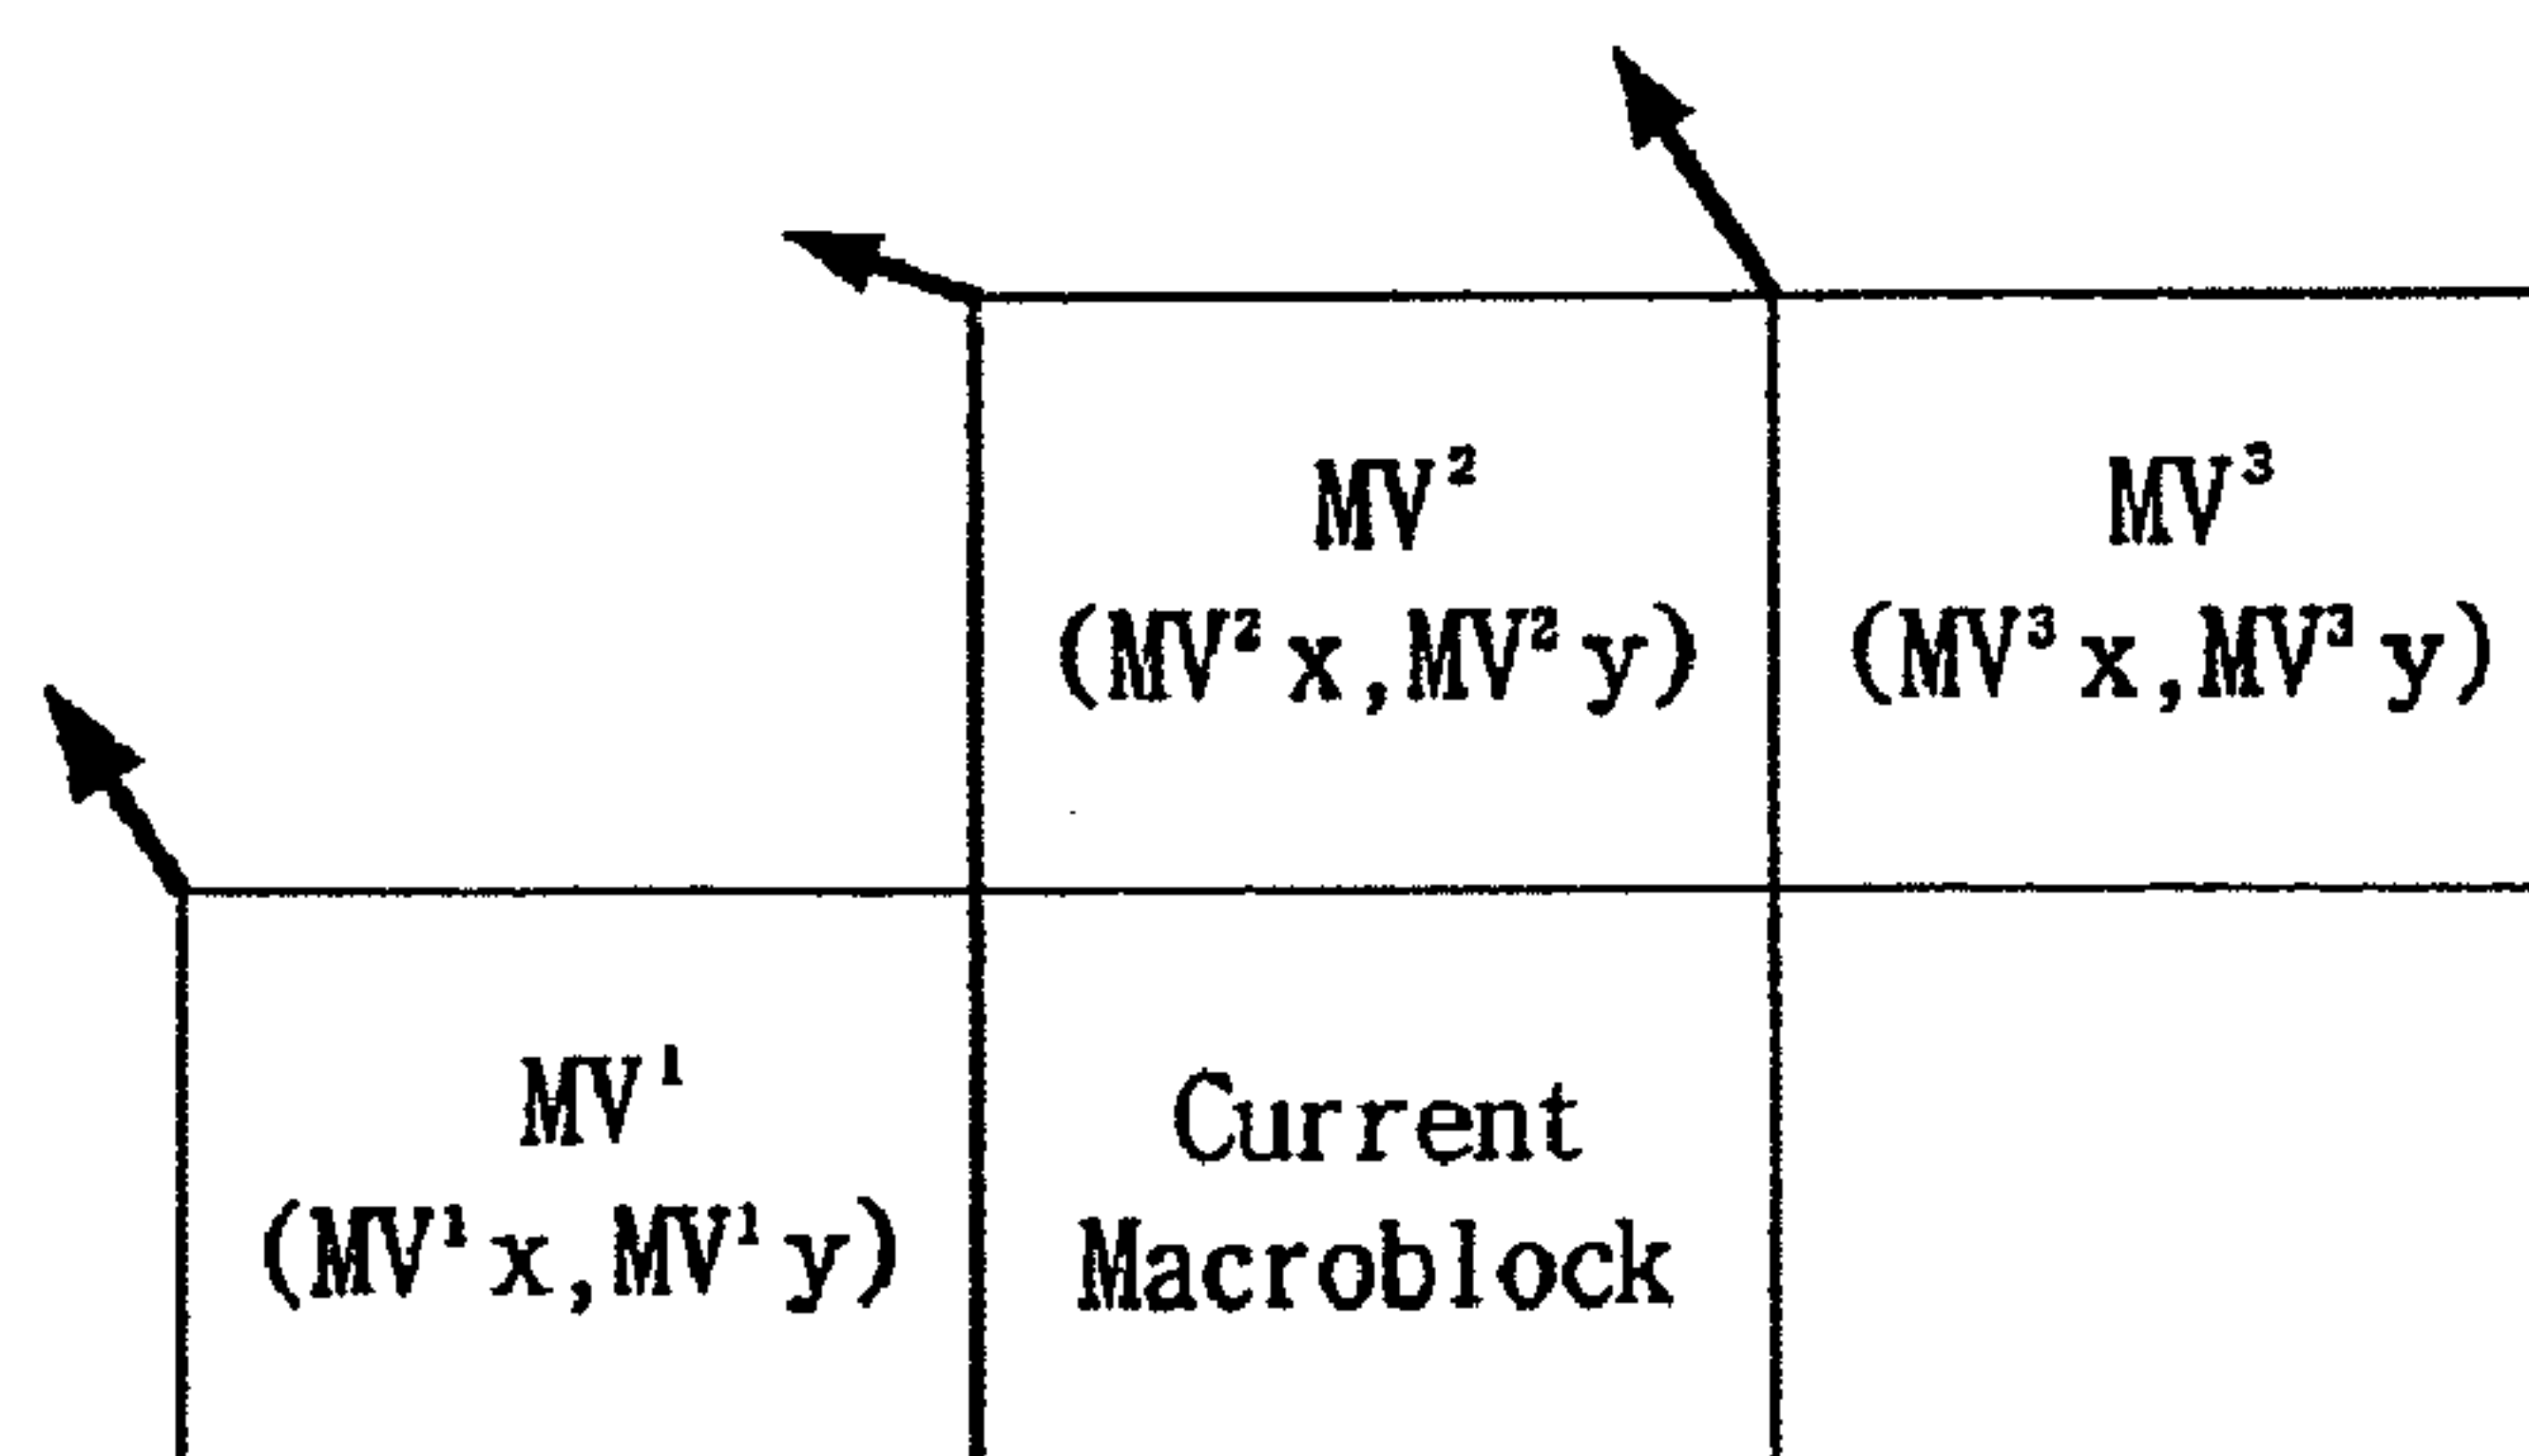 MV²
(MV²x,MV²y)
MV³
(MV³x,MV³y)
MV¹
(MV¹x,MV¹y)
Current
Macroblock